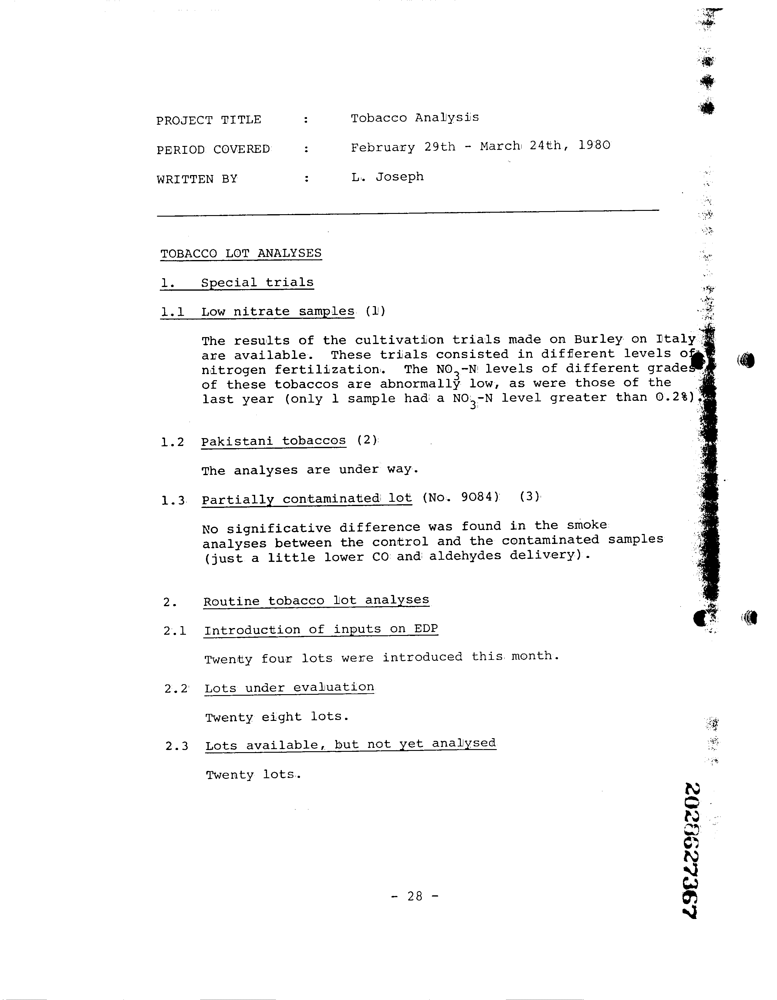 PROJECT TITLE : Tobacco Analysis
PERIOD COVERED : February 29th - March 24th, 1980
WRITTEN BY : L. Joseph
TOBACCO LOT ANALYSES
1. Special trials
1.1 Low nitrate samples (1)
The results of the cultivation trials made on Burley on Italy
are available. These trials consisted in different levels of
nitrogen fertilization. The NO3-N levels of different grades
of these tobaccos are abnormally low, as were those of the
last year (only 1 sample had a NO3-N level greater than 0.2%).
1.2 Pakistani tobaccos (2)
The analyses are under way.
1.3 Partially contaminated lot (No. 9084) (3)
No significative difference was found in the smoke
analyses between the control and the contaminated samples
(just a little lower CO and aldehydes delivery).
2. Routine tobacco lot analyses
2.1 Introduction of inputs on EDP
Twenty four lots were introduced this month.
2.2 Lots under evaluation
Twenty eight lots.
2.3 Lots available, but not yet analysed
Twenty lots.
- 28 -
2028627367